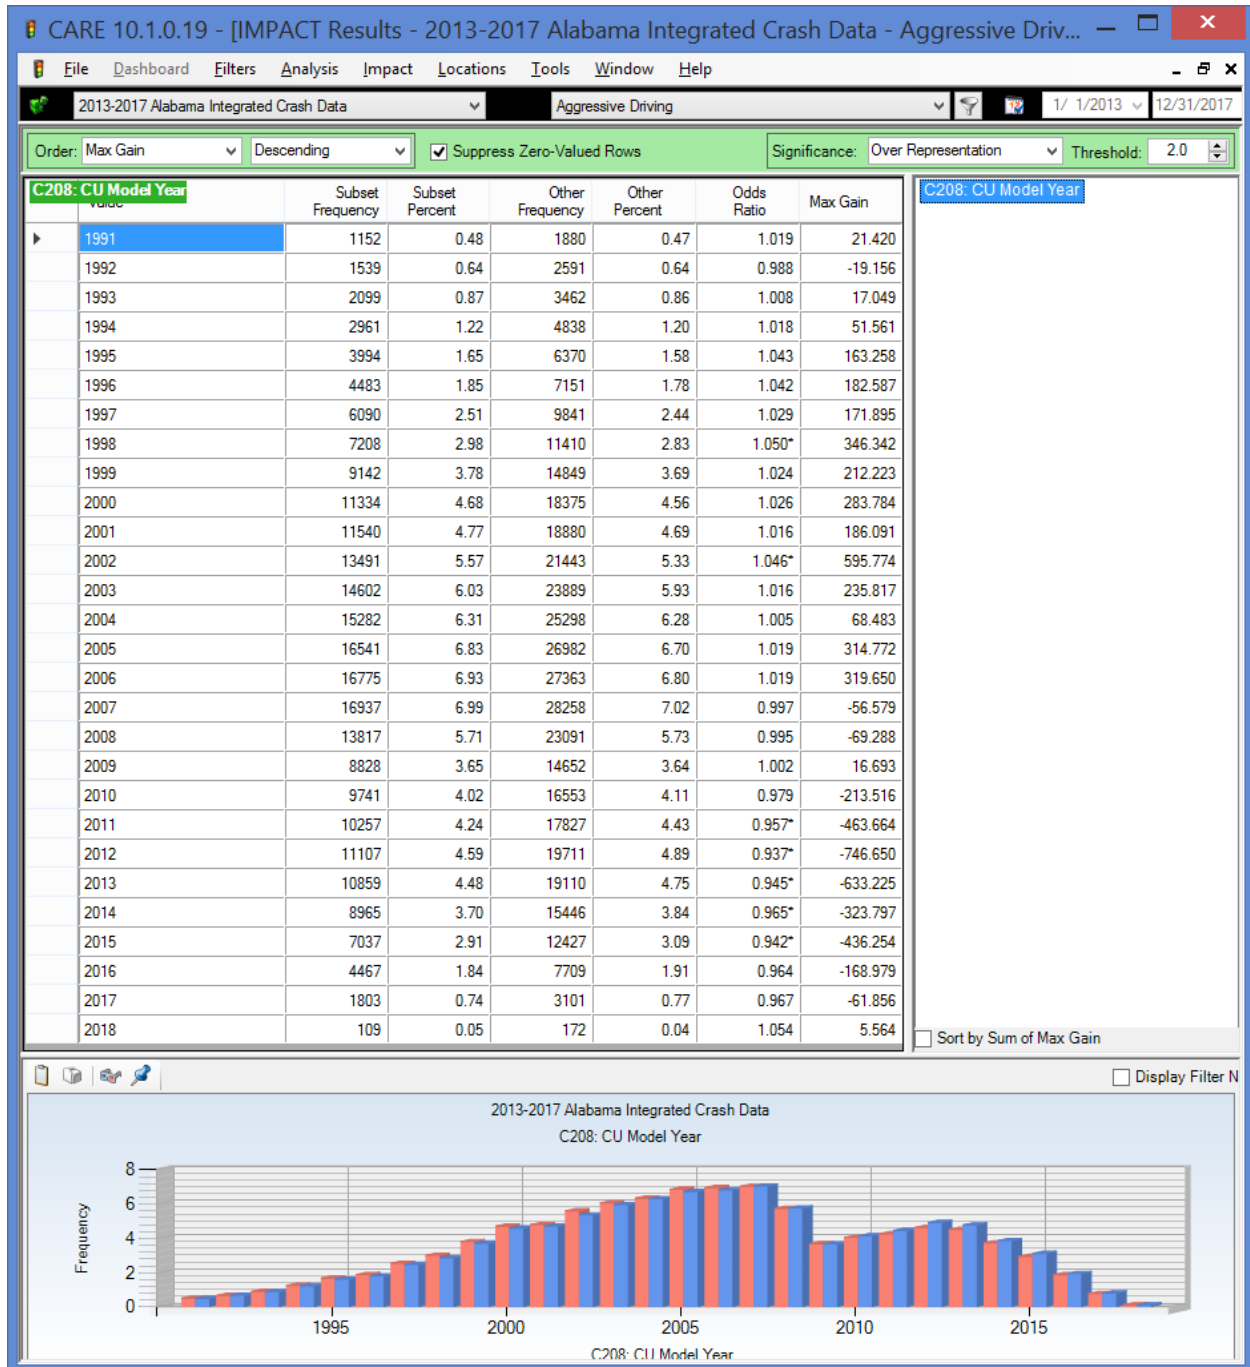 CARE 10.1.0.19 - [IMPACT Results - 2013-2017 Alabama Integrated Crash Data - Aggressive Driv...
File Dashboard Filters Analysis Impact Locations Tools Window Help
2013-2017 Alabama Integrated Crash Data Aggressive Driving 1/ 1/2013 12/31/2017
Order: Max Gain Descending Suppress Zero-Valued Rows Significance: Over Representation Threshold: 2.0
C208: CU Model Year
Value Subset Frequency Subset Percent Other Frequency Other Percent Odds Ratio Max Gain
1991 1152 0.48 1880 0.47 1.019 21.420
1992 1539 0.64 2591 0.64 0.988 -19.156
1993 2099 0.87 3462 0.86 1.008 17.049
1994 2961 1.22 4838 1.20 1.018 51.561
1995 3994 1.65 6370 1.58 1.043 163.258
1996 4483 1.85 7151 1.78 1.042 182.587
1997 6090 2.51 9841 2.44 1.029 171.895
1998 7208 2.98 11410 2.83 1.050* 346.342
1999 9142 3.78 14849 3.69 1.024 212.223
2000 11334 4.68 18375 4.56 1.026 283.784
2001 11540 4.77 18880 4.69 1.016 186.091
2002 13491 5.57 21443 5.33 1.046* 595.774
2003 14602 6.03 23889 5.93 1.016 235.817
2004 15282 6.31 25298 6.28 1.005 68.483
2005 16541 6.83 26982 6.70 1.019 314.772
2006 16775 6.93 27363 6.80 1.019 319.650
2007 16937 6.99 28258 7.02 0.997 -56.579
2008 13817 5.71 23091 5.73 0.995 -69.288
2009 8828 3.65 14652 3.64 1.002 16.693
2010 9741 4.02 16553 4.11 0.979 -213.516
2011 10257 4.24 17827 4.43 0.957* -463.664
2012 11107 4.59 19711 4.89 0.937* -746.650
2013 10859 4.48 19110 4.75 0.945* -633.225
2014 8965 3.70 15446 3.84 0.965* -323.797
2015 7037 2.91 12427 3.09 0.942* -436.254
2016 4467 1.84 7709 1.91 0.964 -168.979
2017 1803 0.74 3101 0.77 0.967 -61.856
2018 109 0.05 172 0.04 1.054 5.564
C208: CU Model Year
Sort by Sum of Max Gain
Display Filter N
2013-2017 Alabama Integrated Crash Data
C208: CU Model Year
Frequency
8
6
4
2
0
1995 2000 2005 2010 2015
C208: CU Model Year